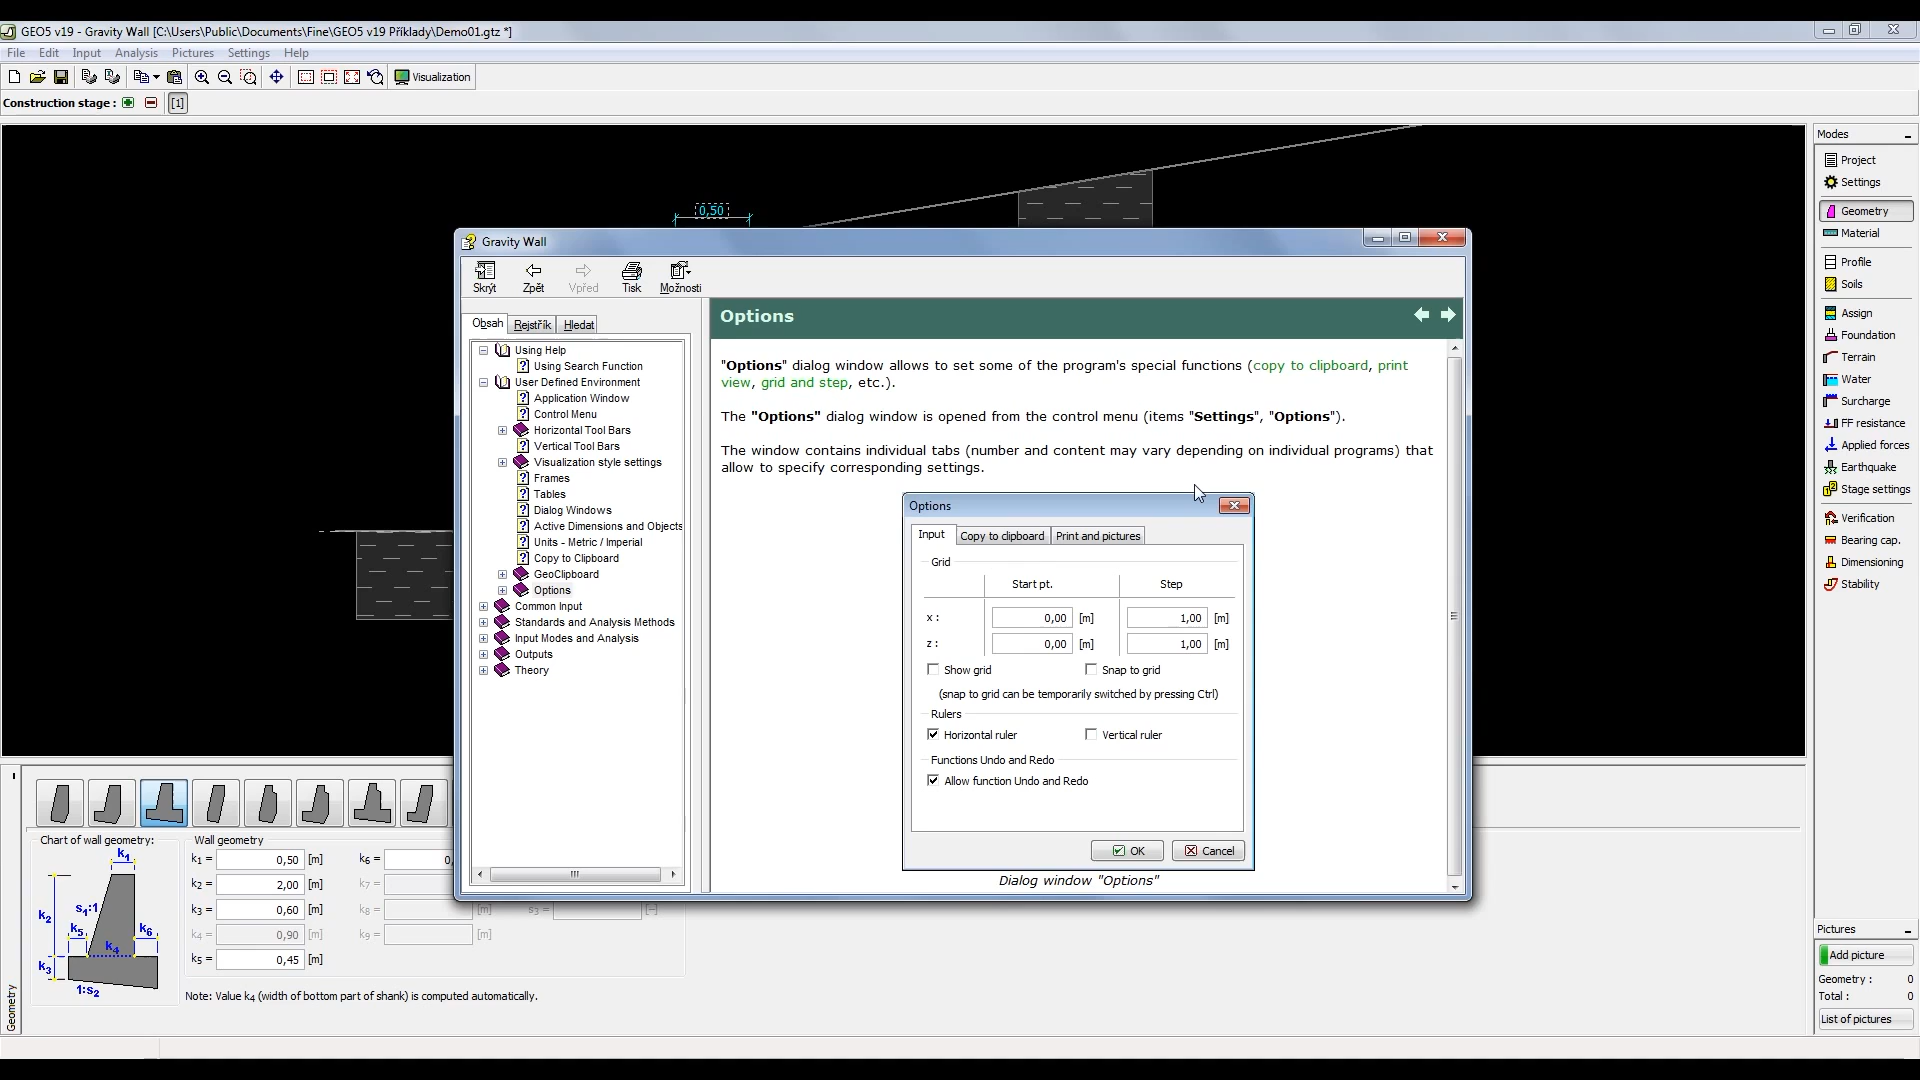 GEO5 v19 - Gravity Wall [C:\Users\Public\Documents\Fine\GEO5 v19 Příklady\Demo01.gtz *]
File Edit Input Analysis Pictures Settings Help
Visualization
Construction stage : [1]
0,50
Modes
Project
Settings
Geometry
Material
Profile
Soils
Assign
Foundation
Terrain
Water
Surcharge
FF resistance
Applied forces
Earthquake
Stage settings
Verification
Bearing cap.
Dimensioning
Stability
Pictures
Add picture
Geometry : 0
Total : 0
List of pictures
Gravity Wall
Skrýt Zpět Vpřed Tisk Možnosti
Obsah Rejstřík Hledat
Using Help
Using Search Function
User Defined Environment
Application Window
Control Menu
Horizontal Tool Bars
Vertical Tool Bars
Visualization style settings
Frames
Tables
Dialog Windows
Active Dimensions and Objects
Units - Metric / Imperial
Copy to Clipboard
GeoClipboard
Options
Common Input
Standards and Analysis Methods
Input Modes and Analysis
Outputs
Theory
Options
"Options" dialog window allows to set some of the program's special functions (copy to clipboard, print
view, grid and step, etc.).
The "Options" dialog window is opened from the control menu (items "Settings", "Options").
The window contains individual tabs (number and content may vary depending on individual programs) that
allow to specify corresponding settings.
Options
Input Copy to clipboard Print and pictures
Grid
Start pt. Step
x : 0,00 [m] 1,00 [m]
z : 0,00 [m] 1,00 [m]
Show grid Snap to grid
(snap to grid can be temporarily switched by pressing Ctrl)
Rulers
Horizontal ruler Vertical ruler
Functions Undo and Redo
Allow function Undo and Redo
OK Cancel
Dialog window "Options"
Geometry
Chart of wall geometry:
k1
k2
s1:1
k5
k6
k4
k3
1:s2
Wall geometry
k1 = 0,50 [m] k6 = 0,
k2 = 2,00 [m] k7 =
k3 = 0,60 [m] k8 = [m] s3 = [-]
k4 = 0,90 [m] k9 = [m]
k5 = 0,45 [m]
Note: Value k4 (width of bottom part of shank) is computed automatically.